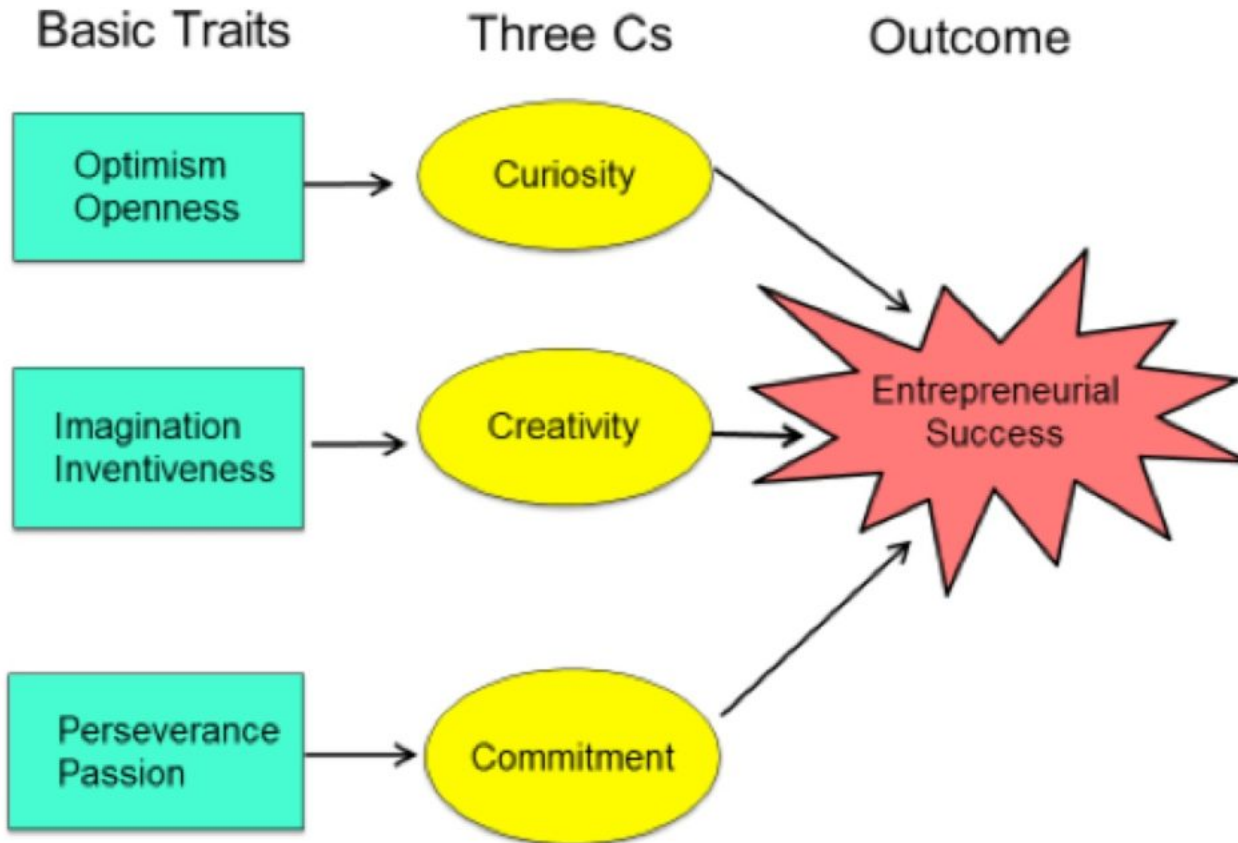 Basic Traits
Three Cs
Outcome
Optimism
Openness
Curiosity
Imagination
Inventiveness
Creativity
Entrepreneurial
Success
Perseverance
Passion
Commitment